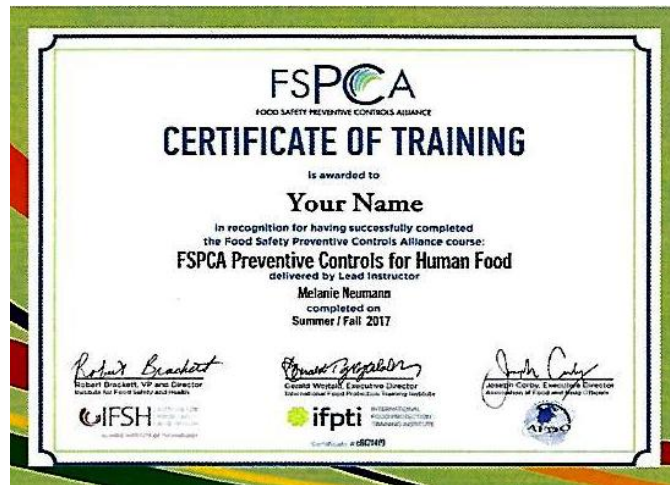 FSPCA
FOOD SAFETY PREVENTIVE CONTROLS ALLIANCE
CERTIFICATE OF TRAINING
is awarded to
Your Name
in recognition for having successfully completed
the Food Safety Preventive Controls Alliance course:
FSPCA Preventive Controls for Human Food
delivered by Lead Instructor
Melanie Neumann
completed on
Summer / Fall 2017
Robert Brackett, VP and Director
Institute for Food Safety and Health
Gerald Wojtala, Executive Director
International Food Protection Training Institute
Joseph Corby, Executive Director
Association of Food and Drug Officials
IFSH
ifpti
INTERNATIONAL
FOOD PROTECTION
TRAINING INSTITUTE
AFDO
Certificate #